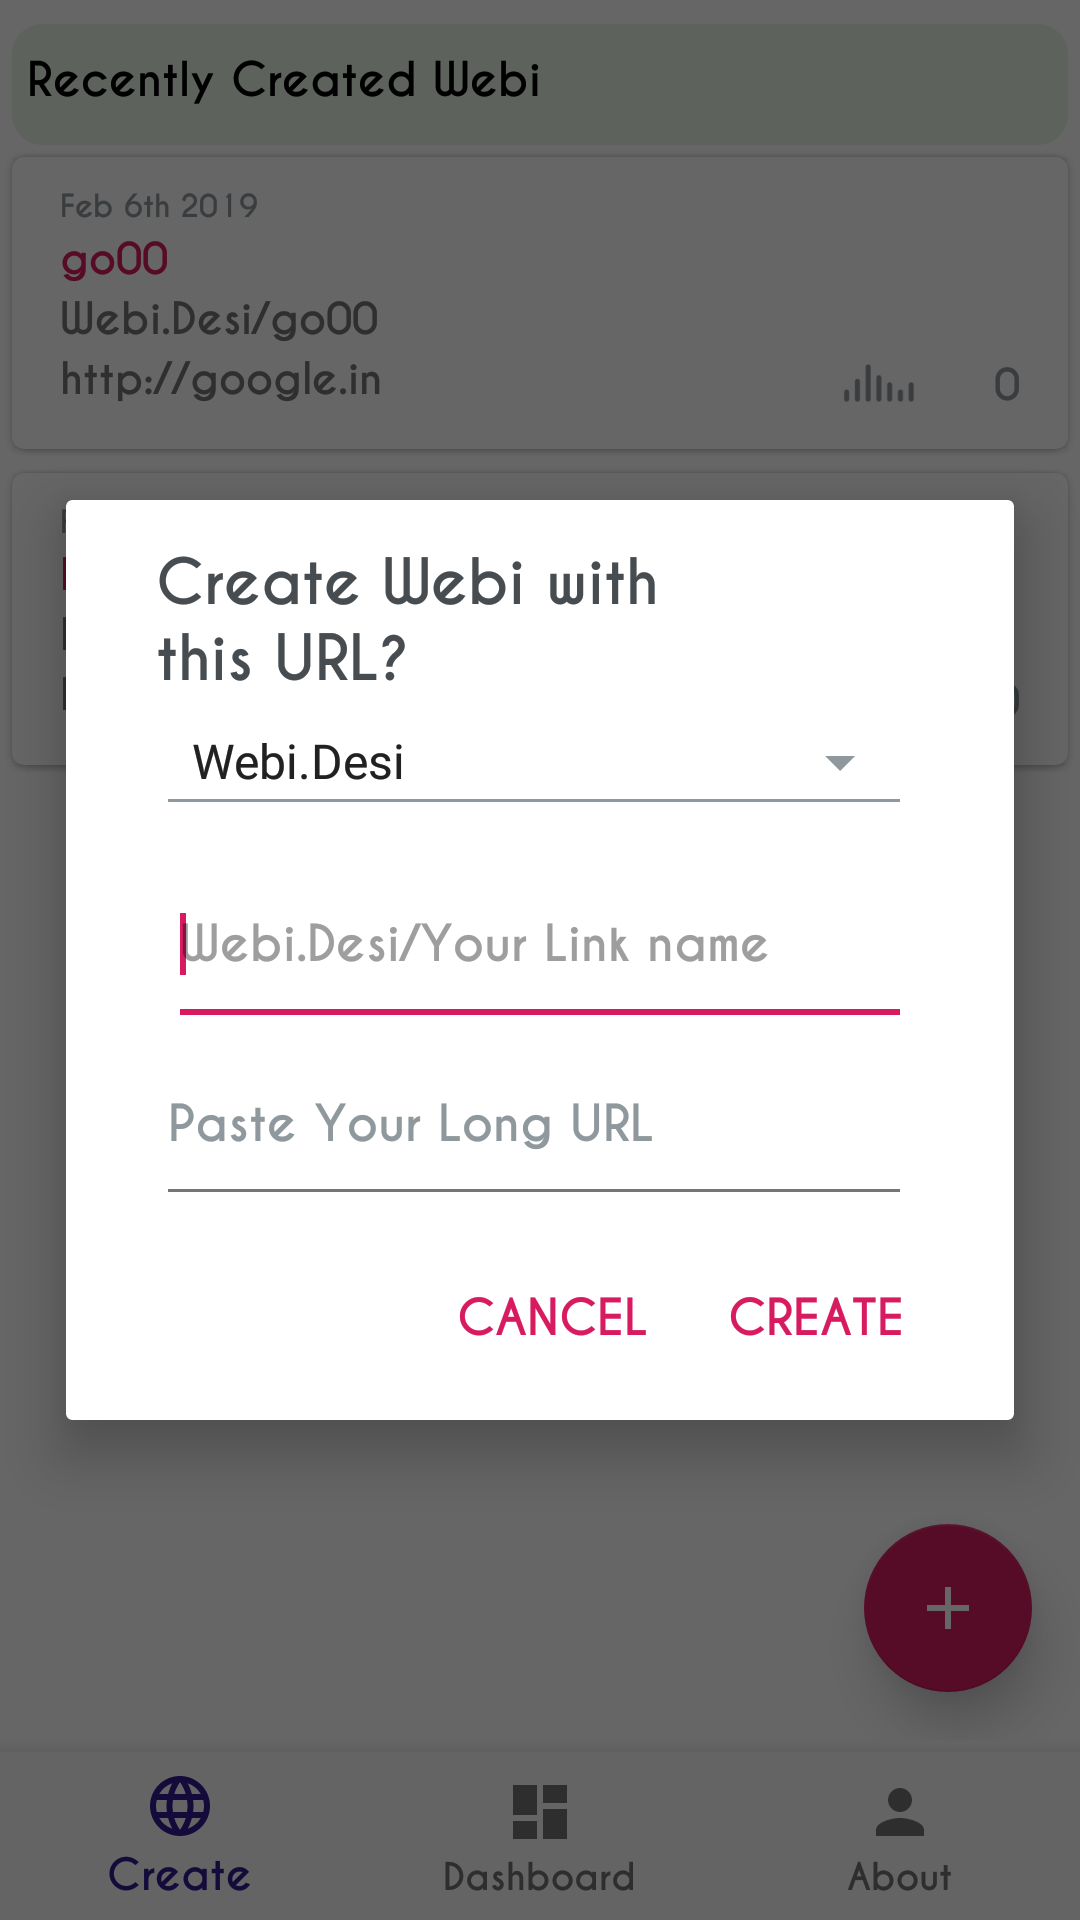 Recently Created Webi
Feb 6th 2019
go00
Webi.Desi/go00
http://google.in
0
Create Webi with
this URL?
Webi.Desi
Webi.Desi/Your Link name
Paste Your Long URL
CANCEL CREATE
Create Dashboard About